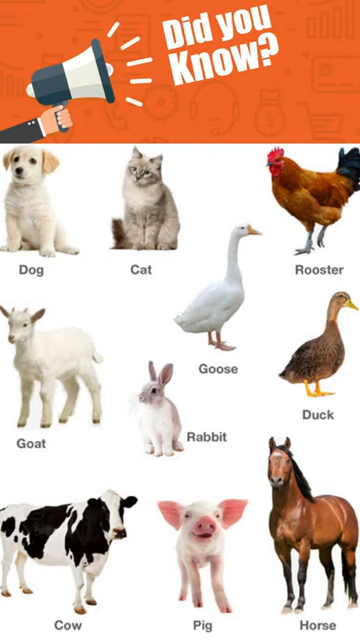 Did you
Know?
Dog
Cat
Rooster
Goose
Duck
Goat
Rabbit
Cow
Pig
Horse